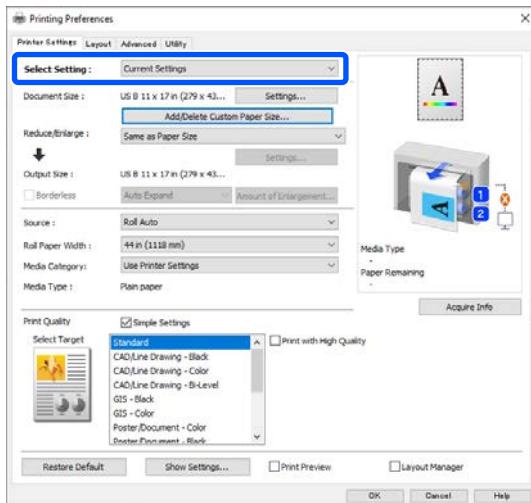 Printing Preferences
Printer Settings Layout Advanced Utility
Select Setting : Current Settings
Document Size : US B 11 x 17 in (279 x 43... Settings...
Add/Delete Custom Paper Size...
Reduce/Enlarge : Same as Paper Size
Settings...
Output Size : US B 11 x 17 in (279 x 43...
Borderless Auto Expand Amount of Enlargement...
Source : Roll Auto
Roll Paper Width : 44 in (1118 mm)
Media Category: Use Printer Settings
Media Type : Plain paper
A
A
1
2
Media Type
-
Paper Remaining
-
Acquire Info
Print Quality Simple Settings
Select Target
Standard
CAD/Line Drawing - Black
CAD/Line Drawing - Color
CAD/Line Drawing - Bi-Level
GIS - Black
GIS - Color
Poster/Document - Color
Poster/Document - Black
Print with High Quality
Restore Default Show Settings... Print Preview Layout Manager
OK Cancel Help